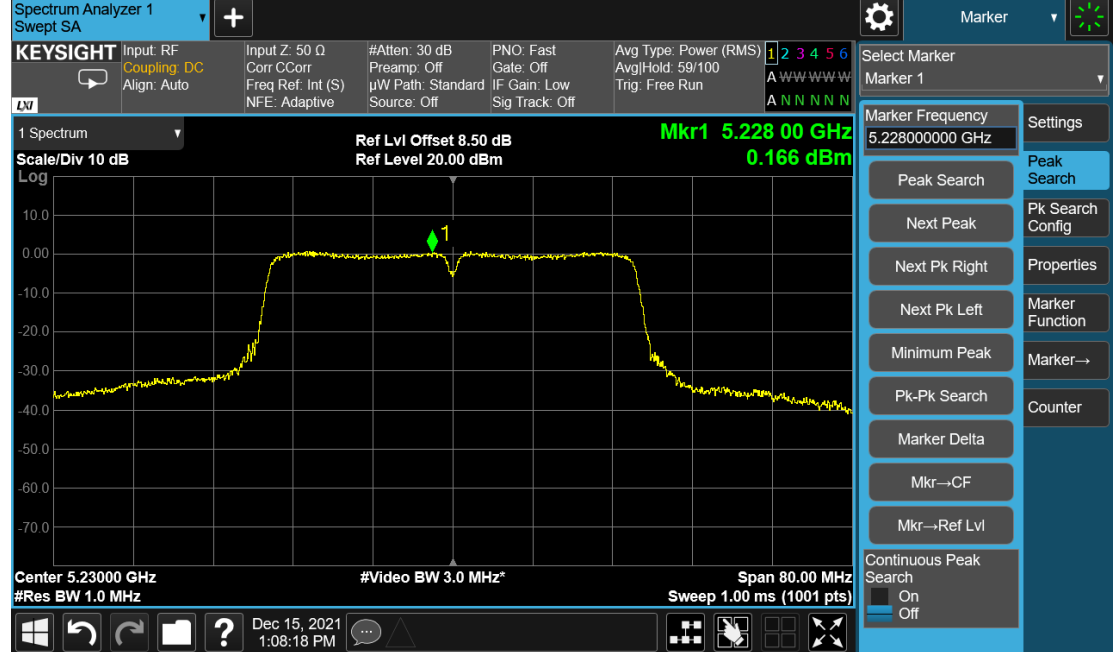 Spectrum Analyzer 1
Swept SA
Marker
KEYSIGHT
LXI
Input: RF
Coupling: DC
Align: Auto
Input Z: 50 Ω
Corr CCorr
Freq Ref: Int (S)
NFE: Adaptive
#Atten: 30 dB
Preamp: Off
µW Path: Standard
Source: Off
PNO: Fast
Gate: Off
IF Gain: Low
Sig Track: Off
Avg Type: Power (RMS)
Avg|Hold: 59/100
Trig: Free Run
1 2 3 4 5 6
A W W W W W
A N N N N N
Select Marker
Marker 1
1 Spectrum
Scale/Div 10 dB
Log
Ref Lvl Offset 8.50 dB
Ref Level 20.00 dBm
Mkr1 5.228 00 GHz
0.166 dBm
10.0
0.00
-10.0
-20.0
-30.0
-40.0
-50.0
-60.0
-70.0
1
Center 5.23000 GHz
#Res BW 1.0 MHz
#Video BW 3.0 MHz*
Span 80.00 MHz
Sweep 1.00 ms (1001 pts)
Marker Frequency
5.228000000 GHz
Peak Search
Next Peak
Next Pk Right
Next Pk Left
Minimum Peak
Pk-Pk Search
Marker Delta
Mkr→CF
Mkr→Ref Lvl
Continuous Peak
Search
On
Off
Settings
Peak
Search
Pk Search
Config
Properties
Marker
Function
Marker→
Counter
?
Dec 15, 2021
1:08:18 PM